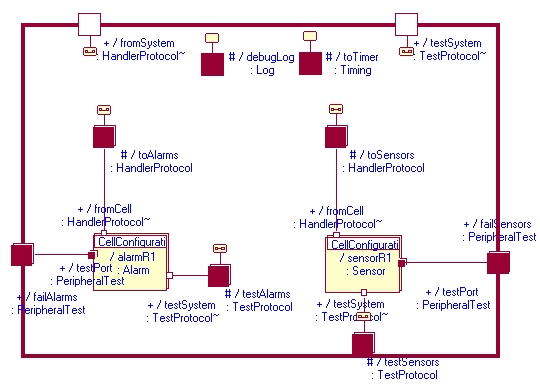 + / fromSystem
: HandlerProtocol~
# / debugLog
: Log
# / toTimer
: Timing
+ / testSystem
: TestProtocol~
# / toAlarms
: HandlerProtocol
# / toSensors
: HandlerProtocol
+ / fromCell
: HandlerProtocol~
+ / fromCell
: HandlerProtocol~
+ / failSensors
: PeripheralTest
CellConfigurati
/ alarmR1
: Alarm
CellConfigurati
/ sensorR1
: Sensor
+ / testPort
: PeripheralTest
+ / failAlarms
: PeripheralTest
+ / testSystem
: TestProtocol~
# / testAlarms
: TestProtocol
+ / testSystem
: TestProtocol~
+ / testPort
: PeripheralTest
# / testSensors
: TestProtocol